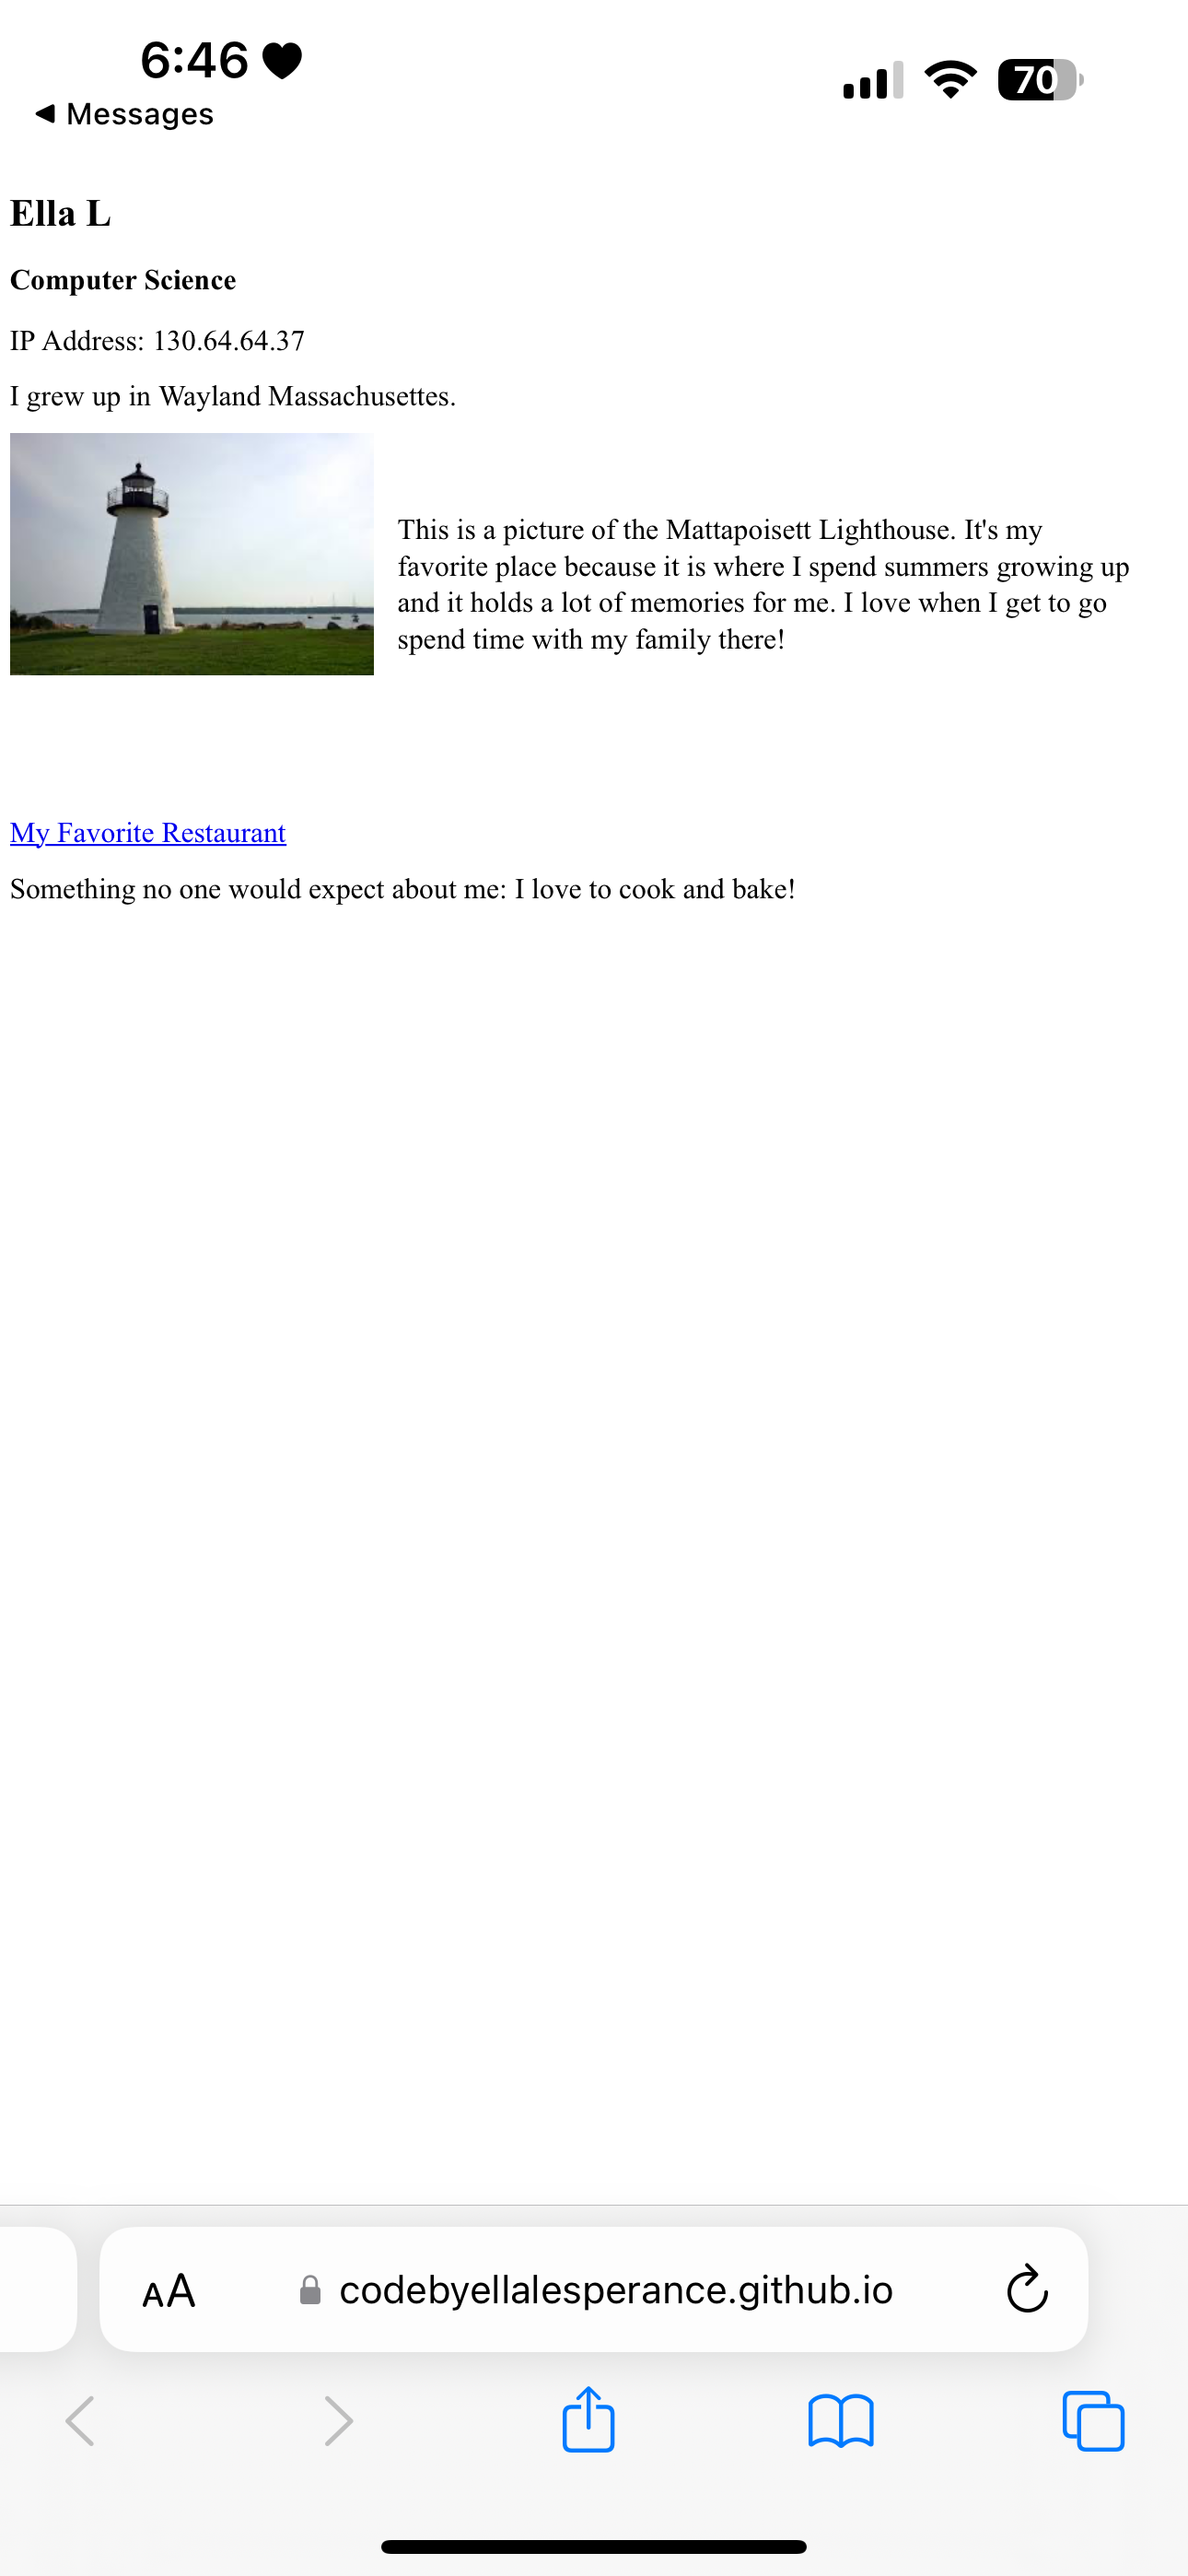 6:46
Messages
70
Ella L
Computer Science
IP Address: 130.64.64.37
I grew up in Wayland Massachusettes.
This is a picture of the Mattapoisett Lighthouse. It's my
favorite place because it is where I spend summers growing up
and it holds a lot of memories for me. I love when I get to go
spend time with my family there!
My Favorite Restaurant
Something no one would expect about me: I love to cook and bake!
AA codebyellalesperance.github.io